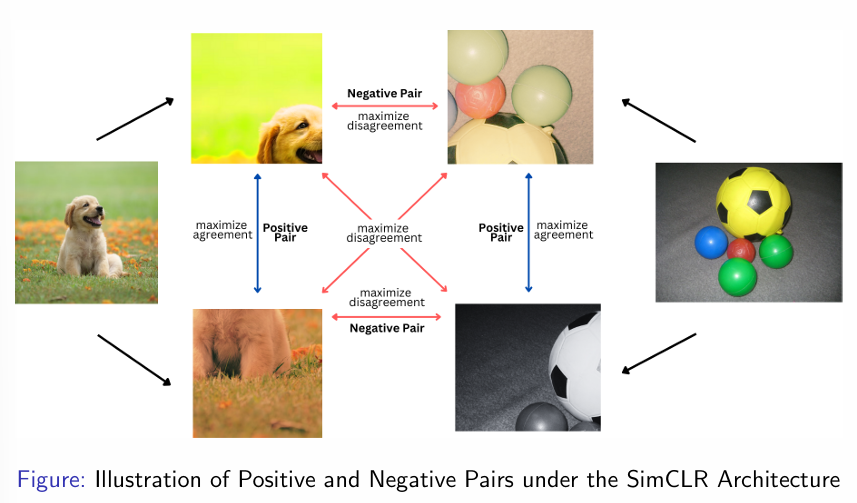 Negative Pair
maximize
disagreement
maximize
agreement
Positive
Pair
maximize
disagreement
Positive
Pair
maximize
agreement
maximize
disagreement
Negative Pair
Figure: Illustration of Positive and Negative Pairs under the SimCLR Architecture